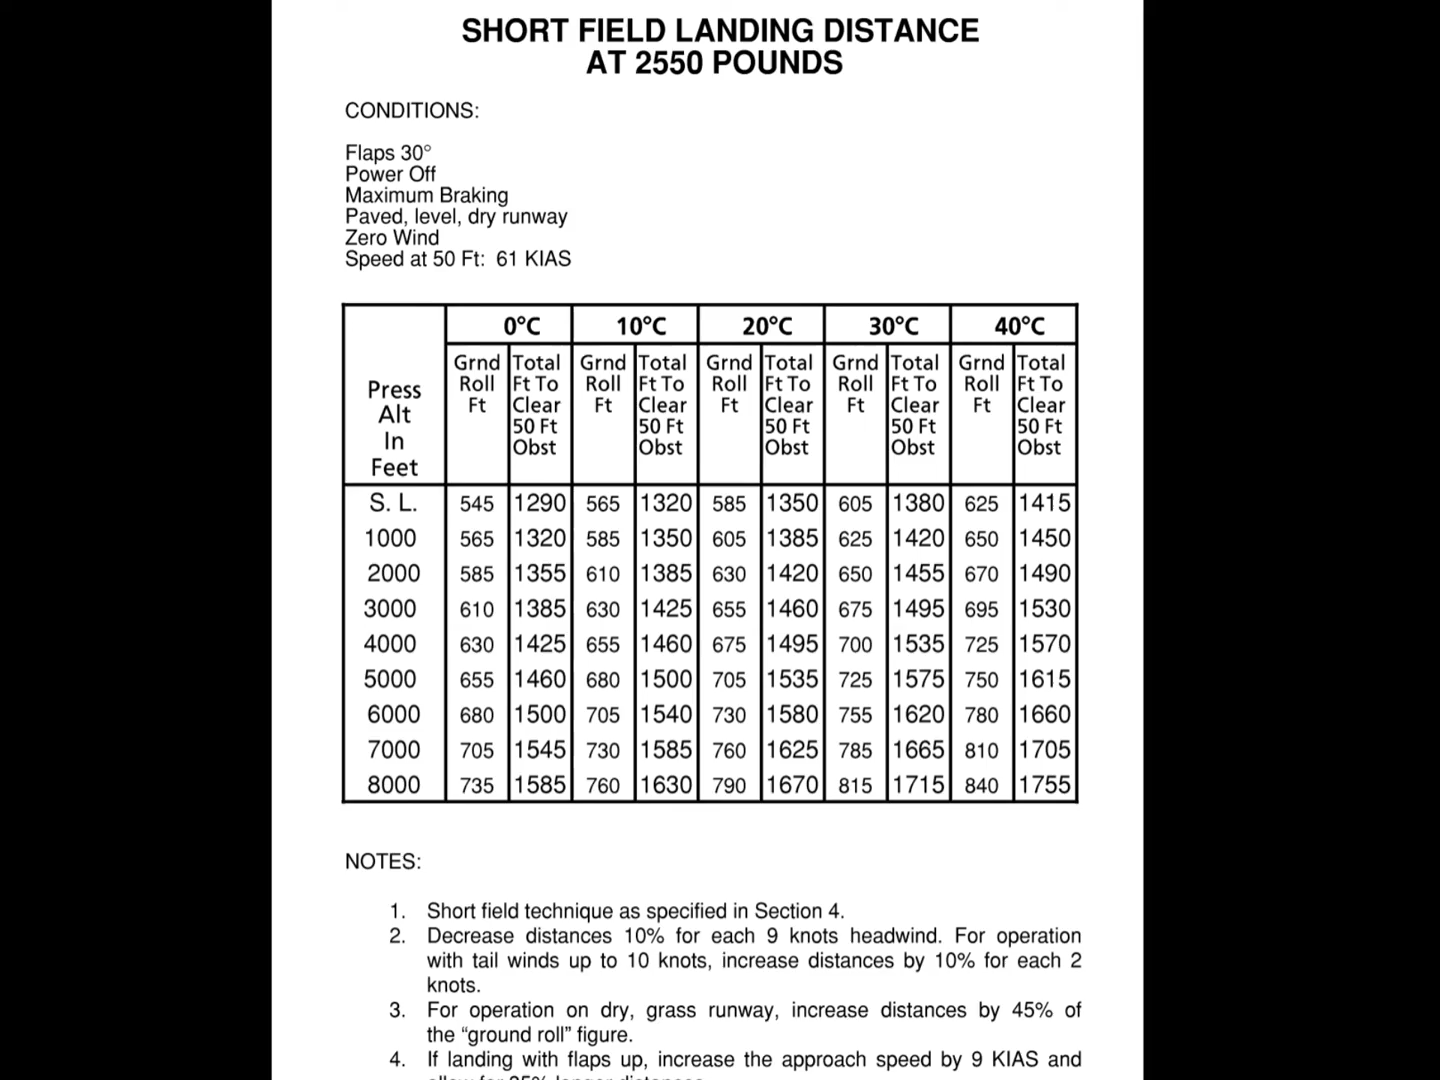 SHORT FIELD LANDING DISTANCE
AT 2550 POUNDS
CONDITIONS:
Flaps 30°
Power Off
Maximum Braking
Paved, level, dry runway
Zero Wind
Speed at 50 Ft: 61 KIAS
0°C 10°C 20°C 30°C 40°C
Press Alt In Feet
Grnd Roll Ft Total Ft To Clear 50 Ft Obst Grnd Roll Ft Total Ft To Clear 50 Ft Obst Grnd Roll Ft Total Ft To Clear 50 Ft Obst Grnd Roll Ft Total Ft To Clear 50 Ft Obst Grnd Roll Ft Total Ft To Clear 50 Ft Obst
S. L. 545 1290 565 1320 585 1350 605 1380 625 1415
1000 565 1320 585 1350 605 1385 625 1420 650 1450
2000 585 1355 610 1385 630 1420 650 1455 670 1490
3000 610 1385 630 1425 655 1460 675 1495 695 1530
4000 630 1425 655 1460 675 1495 700 1535 725 1570
5000 655 1460 680 1500 705 1535 725 1575 750 1615
6000 680 1500 705 1540 730 1580 755 1620 780 1660
7000 705 1545 730 1585 760 1625 785 1665 810 1705
8000 735 1585 760 1630 790 1670 815 1715 840 1755
NOTES:
1. Short field technique as specified in Section 4.
2. Decrease distances 10% for each 9 knots headwind. For operation
with tail winds up to 10 knots, increase distances by 10% for each 2
knots.
3. For operation on dry, grass runway, increase distances by 45% of
the “ground roll” figure.
4. If landing with flaps up, increase the approach speed by 9 KIAS and